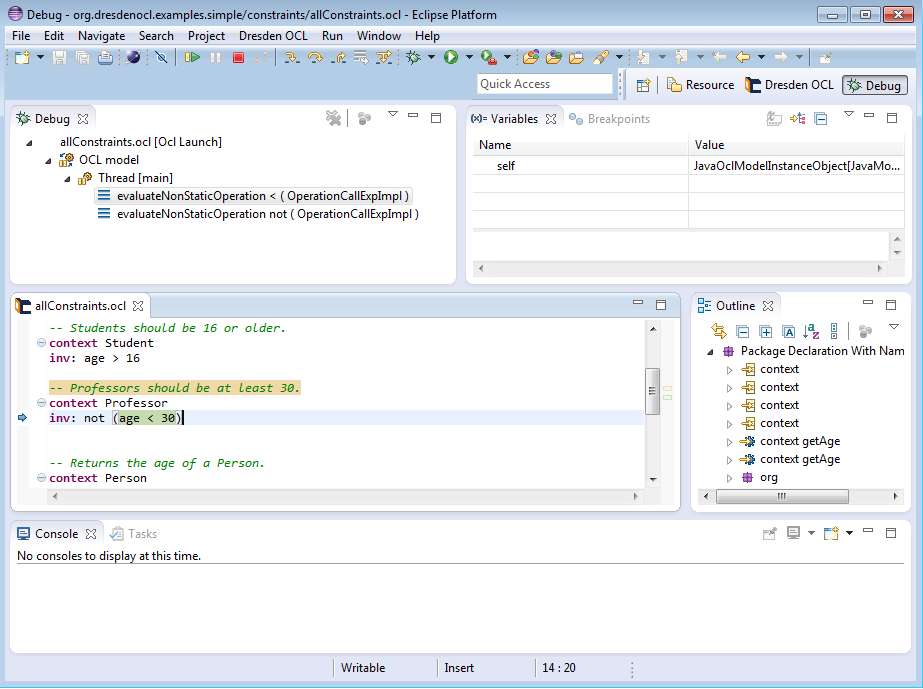 Debug - org.dresdenocl.examples.simple/constraints/allConstraints.ocl - Eclipse Platform
File Edit Navigate Search Project Dresden OCL Run Window Help
Quick Access
Resource Dresden OCL Debug
Debug
allConstraints.ocl [Ocl Launch]
OCL model
Thread [main]
evaluateNonStaticOperation < ( OperationCallExpImpl )
evaluateNonStaticOperation not ( OperationCallExpImpl )
(x)= Variables Breakpoints
Name Value
self JavaOclModelInstanceObject[JavaMo...
allConstraints.ocl
-- Students should be 16 or older.
context Student
inv: age > 16
-- Professors should be at least 30.
context Professor
inv: not (age < 30)
-- Returns the age of a Person.
context Person
Outline
Package Declaration With Nam
context
context
context
context
context getAge
context getAge
org
Console Tasks
No consoles to display at this time.
Writable Insert 14 : 20